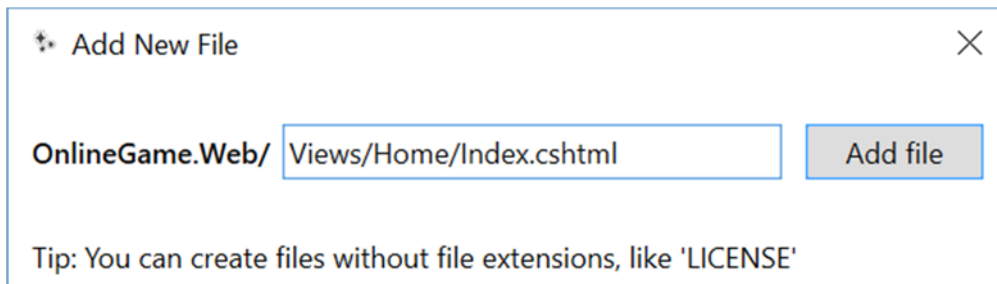 Add New File
OnlineGame.Web/ Views/Home/Index.cshtml Add file
Tip: You can create files without file extensions, like 'LICENSE'